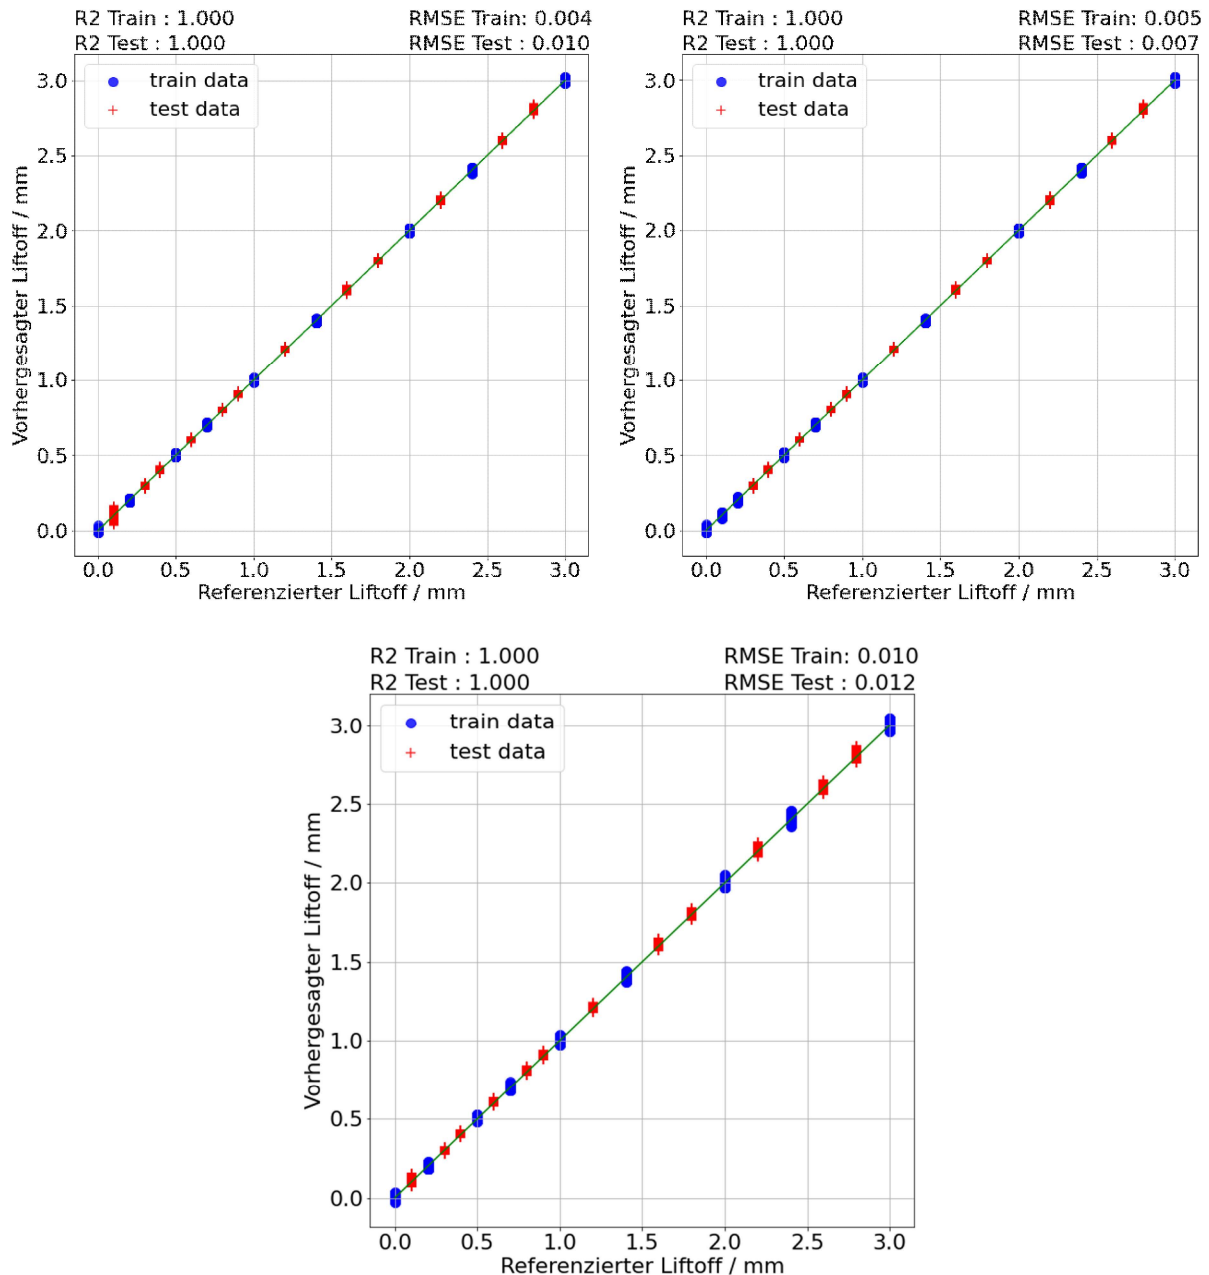 R2 Train : 1.000 RMSE Train: 0.004
R2 Test : 1.000 RMSE Test : 0.010
train data
test data
Vorhergesagter Liftoff / mm
3.0
2.5
2.0
1.5
1.0
0.5
0.0
0.0 0.5 1.0 1.5 2.0 2.5 3.0
Referenzierter Liftoff / mm
R2 Train : 1.000 RMSE Train: 0.005
R2 Test : 1.000 RMSE Test : 0.007
train data
test data
Vorhergesagter Liftoff / mm
3.0
2.5
2.0
1.5
1.0
0.5
0.0
0.0 0.5 1.0 1.5 2.0 2.5 3.0
Referenzierter Liftoff / mm
R2 Train : 1.000 RMSE Train: 0.010
R2 Test : 1.000 RMSE Test : 0.012
train data
test data
Vorhergesagter Liftoff / mm
3.0
2.5
2.0
1.5
1.0
0.5
0.0
0.0 0.5 1.0 1.5 2.0 2.5 3.0
Referenzierter Liftoff / mm